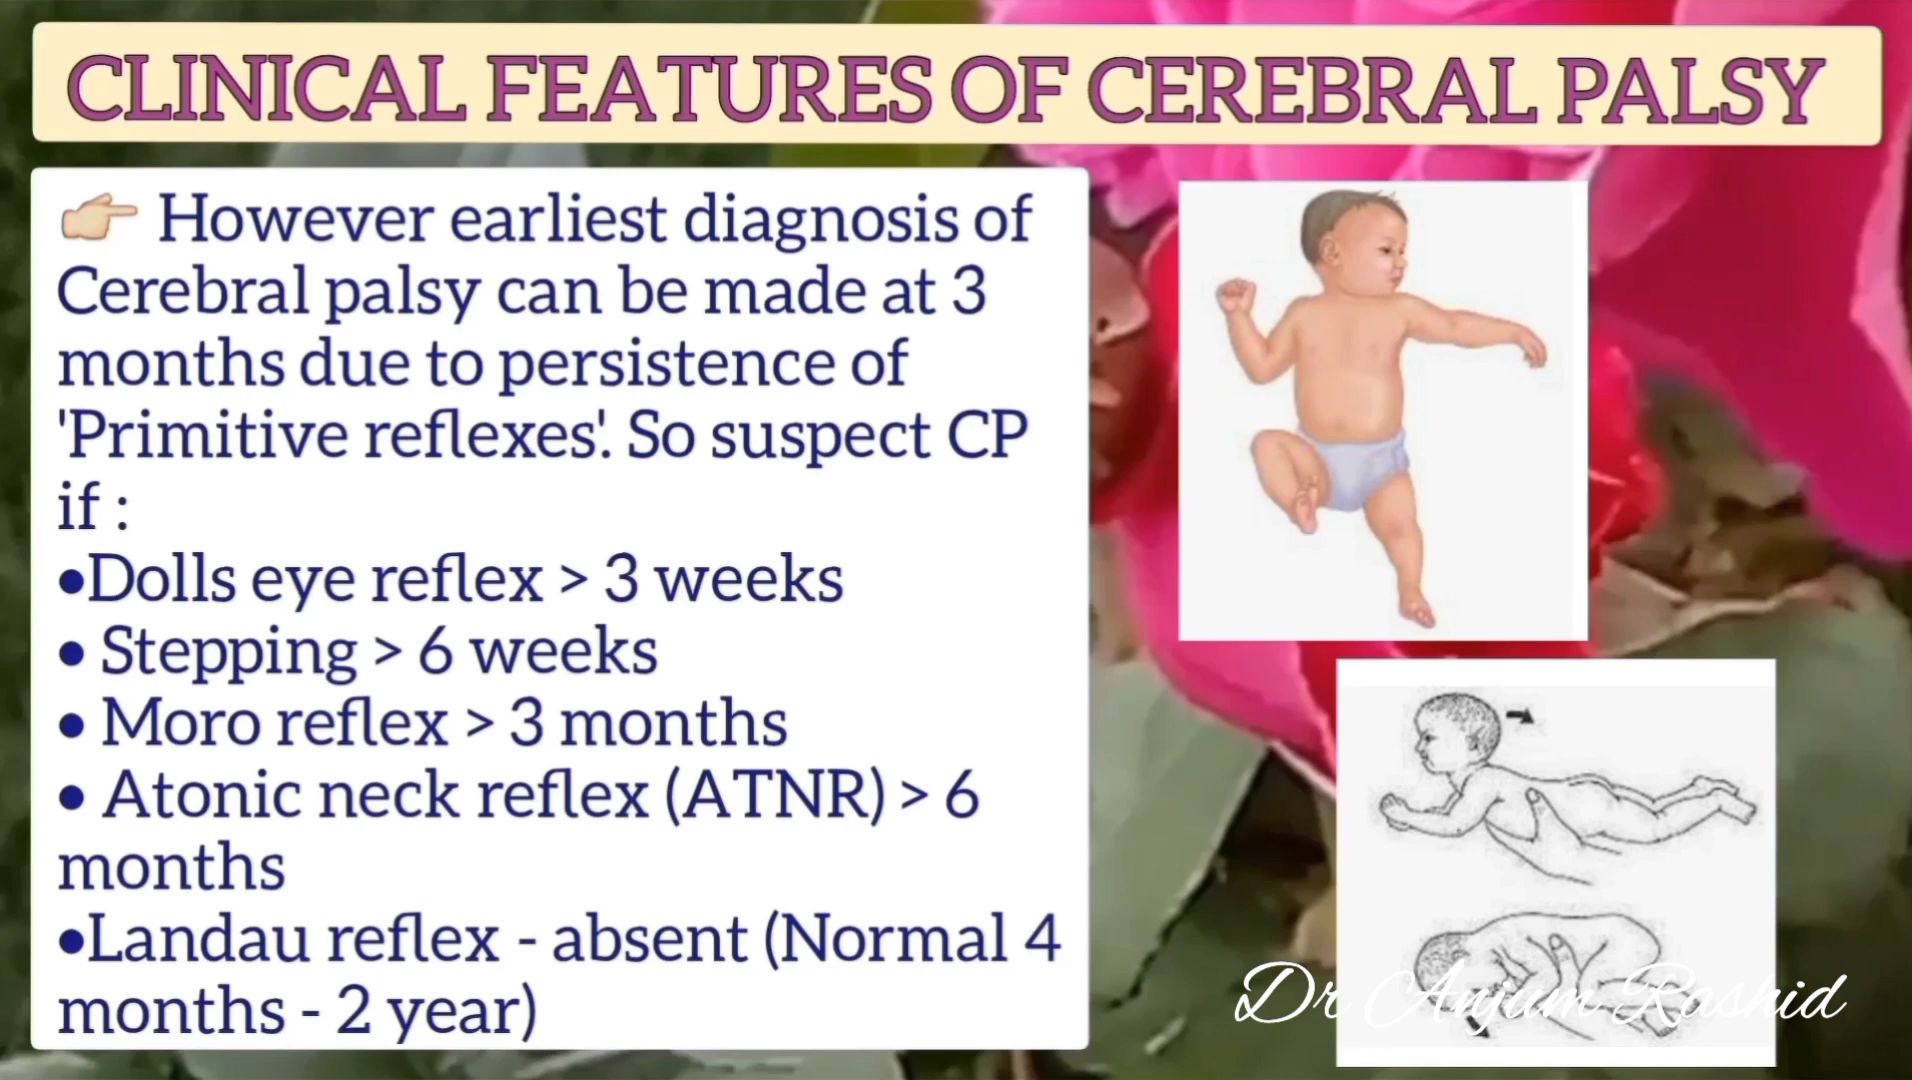 CLINICAL FEATURES OF CEREBRAL PALSY
👉 However earliest diagnosis of
Cerebral palsy can be made at 3
months due to persistence of
'Primitive reflexes'. So suspect CP
if :
•Dolls eye reflex > 3 weeks
• Stepping > 6 weeks
• Moro reflex > 3 months
• Atonic neck reflex (ATNR) > 6
months
•Landau reflex - absent (Normal 4
months - 2 year)
Dr Anjum Rashid